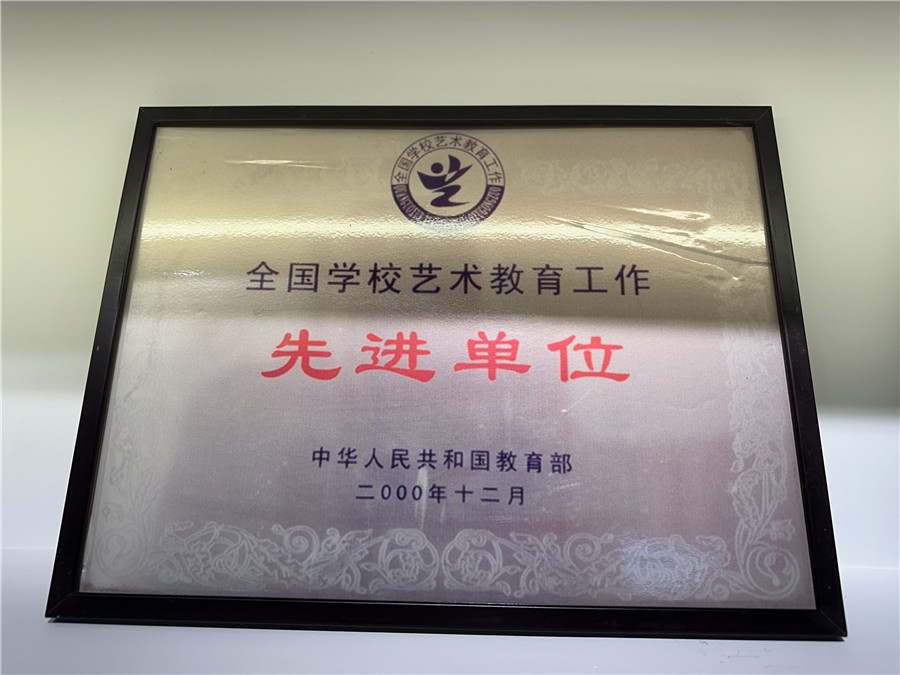 全国学校艺术教育工作
全国学校艺术教育工作
先进单位
中华人民共和国教育部
二000年十二月